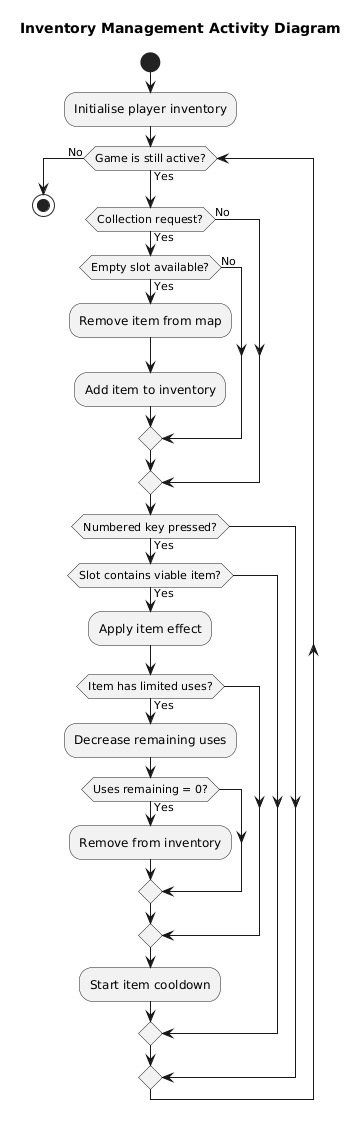 Inventory Management Activity Diagram
Initialise player inventory
No
Game is still active?
Yes
Collection request?
No
Yes
Empty slot available?
No
Yes
Remove item from map
Add item to inventory
Numbered key pressed?
Yes
Slot contains viable item?
Yes
Apply item effect
Item has limited uses?
Yes
Decrease remaining uses
Uses remaining = 0?
Yes
Remove from inventory
Start item cooldown